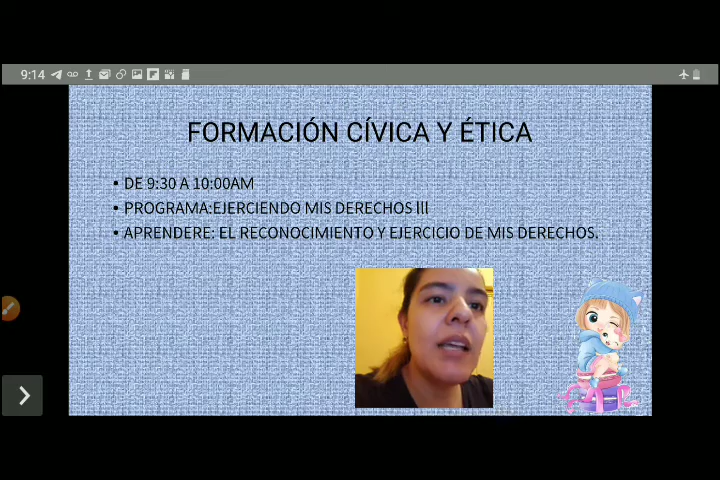 9:14
FORMACIÓN CÍVICA Y ÉTICA
• DE 9:30 A 10:00AM
• PROGRAMA:EJERCIENDO MIS DERECHOS lll
• APRENDERE: EL RECONOCIMIENTO Y EJERCICIO DE MIS DERECHOS.